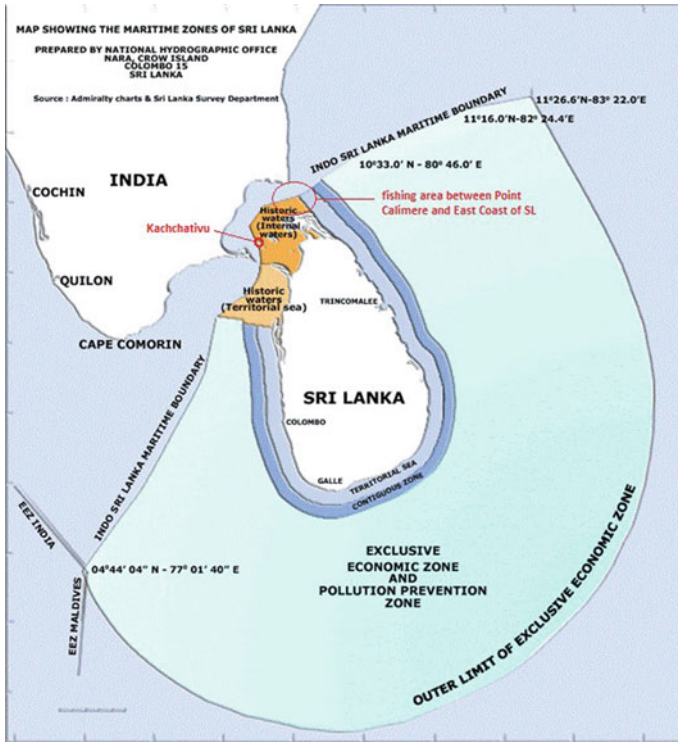 MAP SHOWING THE MARITIME ZONES OF SRI LANKA
PREPARED BY NATIONAL HYDROGRAPHIC OFFICE
NARA, CROW ISLAND
COLOMBO 15
SRI LANKA
Source : Admiralty charts & Sri Lanka Survey Department
INDO SRI LANKA MARITIME BOUNDARY
11°26.6'N-83° 22.0'E
11°16.0'N-82° 24.4'E
10°33.0' N - 80° 46.0' E
INDIA
COCHIN
fishing area between Point
Calimere and East Coast of SL
Historic
waters
(Internal
waters)
Kachchativu
QUILON
Historic
waters
(Territorial sea)
TRINCOMALEE
CAPE COMORIN
SRI LANKA
COLOMBO
INDO SRI LANKA MARITIME BOUNDARY
GALLE
TERRITORIAL SEA
CONTIGUOUS ZONE
EEZ INDIA
EXCLUSIVE
ECONOMIC ZONE
AND
POLLUTION PREVENTION
ZONE
04°44' 04" N - 77° 01' 40" E
EEZ MALDIVES
OUTER LIMIT OF EXCLUSIVE ECONOMIC ZONE